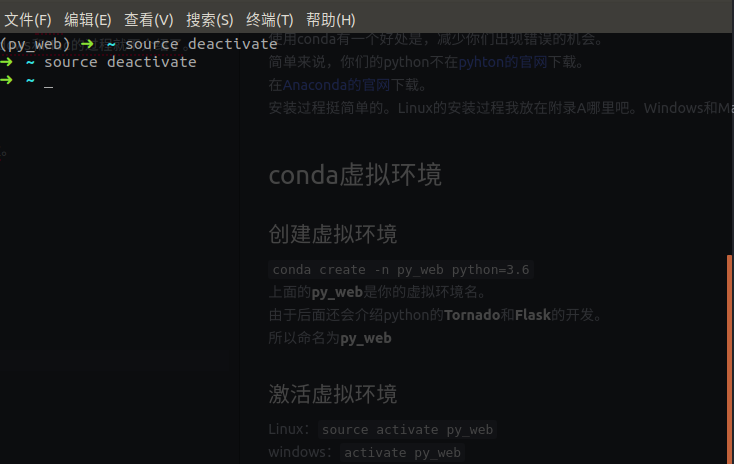 文件(F) 编辑(E) 查看(V) 搜索(S) 终端(T) 帮助(H)
(py_web) ➜ ~ source deactivate
➜ ~ source deactivate
➜ ~ _
使用conda有一个好处是，减少你们出现错误的机会。
简单来说，你们的python不在pyhton的官网下载。
在Anaconda的官网下载。
安装过程挺简单的。Linux的安装过程我放在附录A哪里吧。Windows和Ma
。
conda虚拟环境
创建虚拟环境
conda create -n py_web python=3.6
上面的py_web是你的虚拟环境名。
由于后面还会介绍python的Tornado和Flask的开发。
所以命名为py_web
激活虚拟环境
Linux：source activate py_web
windows：activate py_web